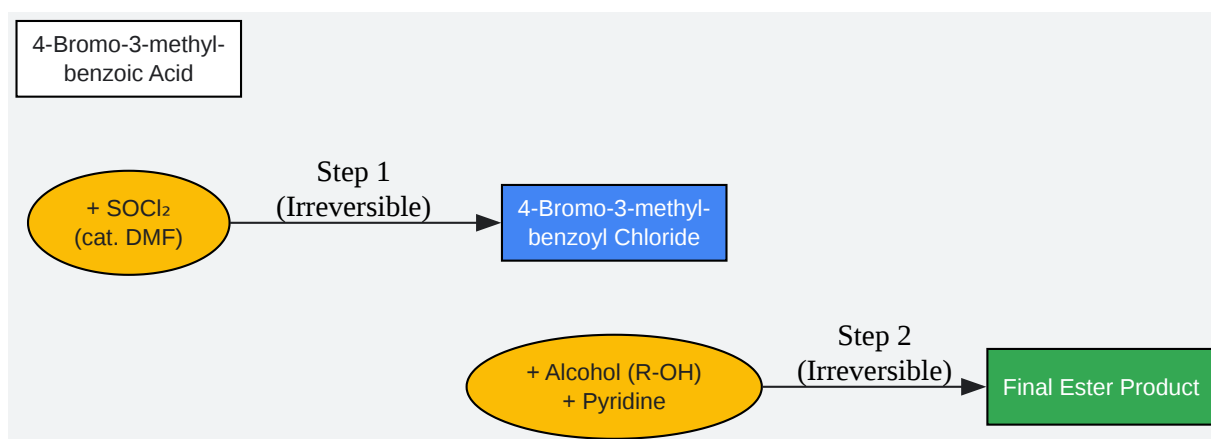 4-Bromo-3-methyl-
benzoic Acid
Step 1
(Irreversible)
+ SOCl₂
(cat. DMF)
4-Bromo-3-methyl-
benzoyl Chloride
Step 2
(Irreversible)
+ Alcohol (R-OH)
+ Pyridine
Final Ester Product